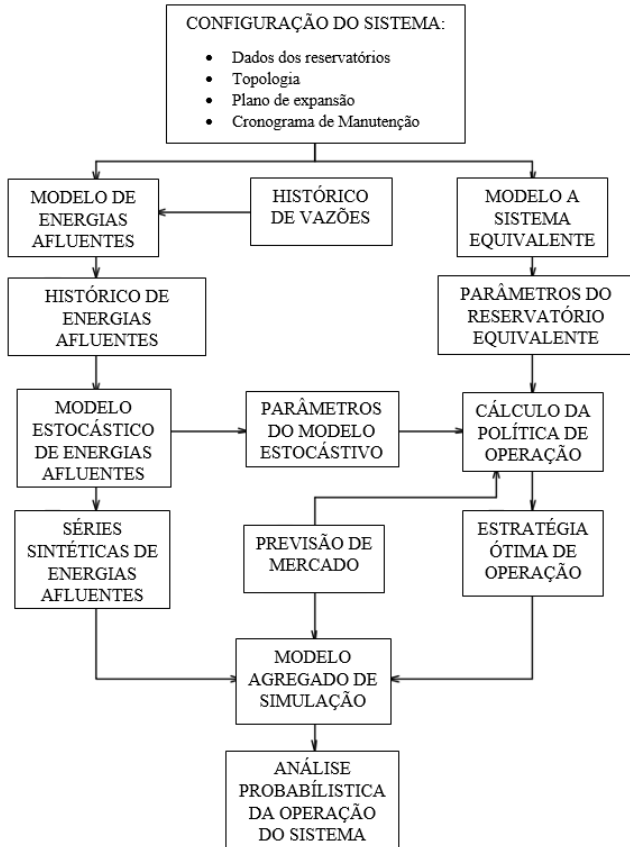 CONFIGURAÇÃO DO SISTEMA:
• Dados dos reservatórios
• Topologia
• Plano de expansão
• Cronograma de Manutenção
MODELO DE
ENERGIAS
AFLUENTES
HISTÓRICO
DE VAZÕES
MODELO A
SISTEMA
EQUIVALENTE
HISTÓRICO DE
ENERGIAS
AFLUENTES
PARÂMETROS DO
RESERVATÓRIO
EQUIVALENTE
MODELO
ESTOCÁSTICO
DE ENERGIAS
AFLUENTES
PARÂMETROS
DO MODELO
ESTOCÁSTIVO
CÁLCULO DA
POLÍTICA DE
OPERAÇÃO
SÉRIES
SINTÉTICAS DE
ENERGIAS
AFLUENTES
PREVISÃO DE
MERCADO
ESTRATÉGIA
ÓTIMA DE
OPERAÇÃO
MODELO
AGREGADO DE
SIMULAÇÃO
ANÁLISE
PROBABÍLISTICA
DA OPERAÇÃO
DO SISTEMA